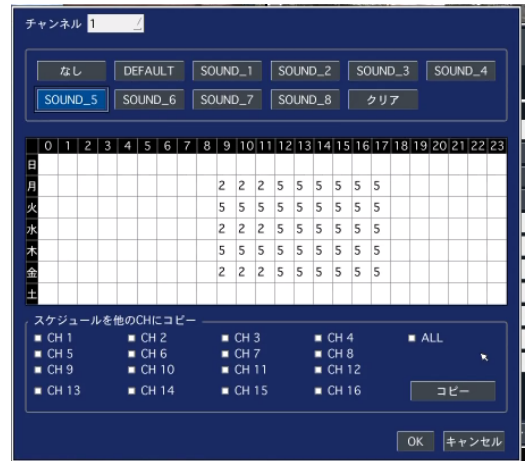 チャンネル 1
なし DEFAULT SOUND_1 SOUND_2 SOUND_3 SOUND_4
SOUND_5 SOUND_6 SOUND_7 SOUND_8 クリア
0 1 2 3 4 5 6 7 8 9 10 11 12 13 14 15 16 17 18 19 20 21 22 23
日
月 2 2 2 5 5 5 5 5 5
火 5 5 5 5 5 5 5 5 5
水 2 2 2 5 5 5 5 5 5
木 5 5 5 5 5 5 5 5 5
金 2 2 2 5 5 5 5 5 5
土
スケジュールを他のCHにコピー
CH 1 CH 2 CH 3 CH 4 ALL
CH 5 CH 6 CH 7 CH 8
CH 9 CH 10 CH 11 CH 12
CH 13 CH 14 CH 15 CH 16 コピー
OK キャンセル